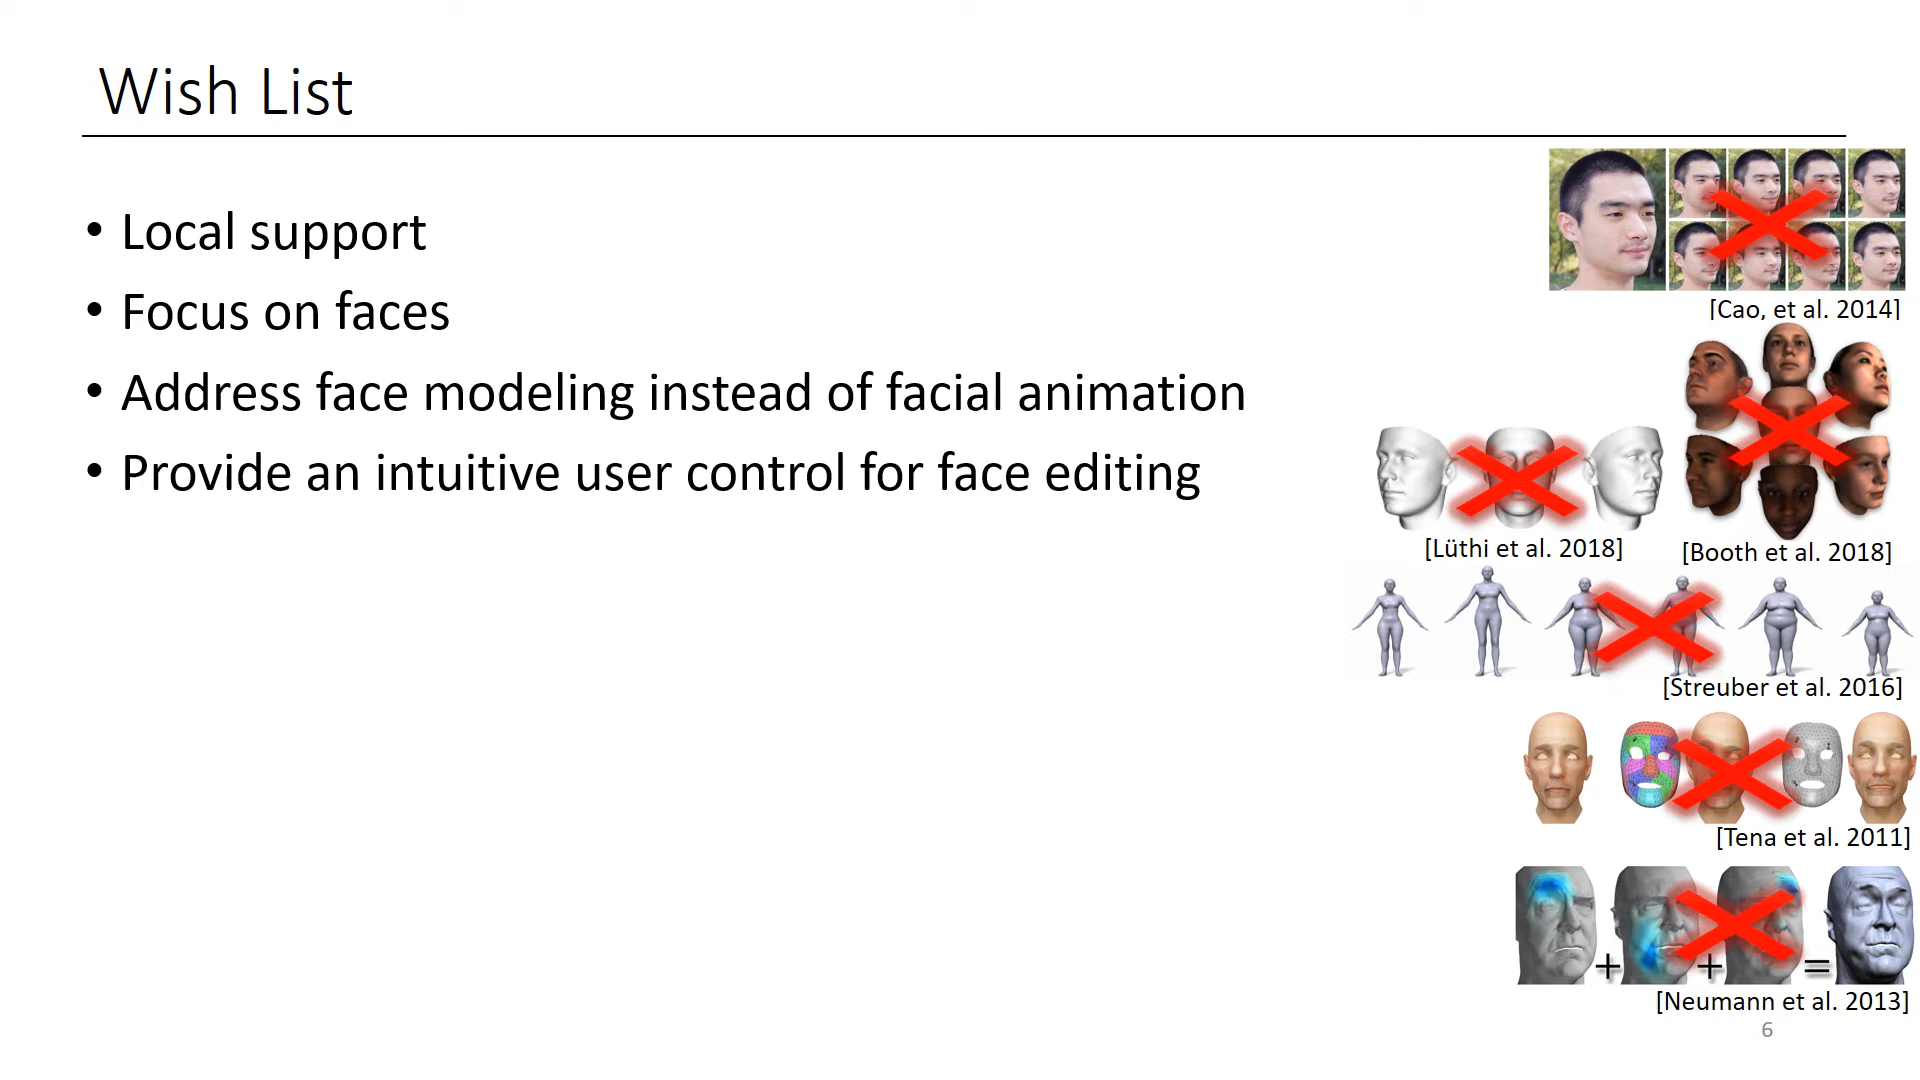 Wish List
• Local support
• Focus on faces
• Address face modeling instead of facial animation
• Provide an intuitive user control for face editing
[Cao, et al. 2014]
[Lüthi et al. 2018]
[Booth et al. 2018]
[Streuber et al. 2016]
[Tena et al. 2011]
+ + =
[Neumann et al. 2013]
6